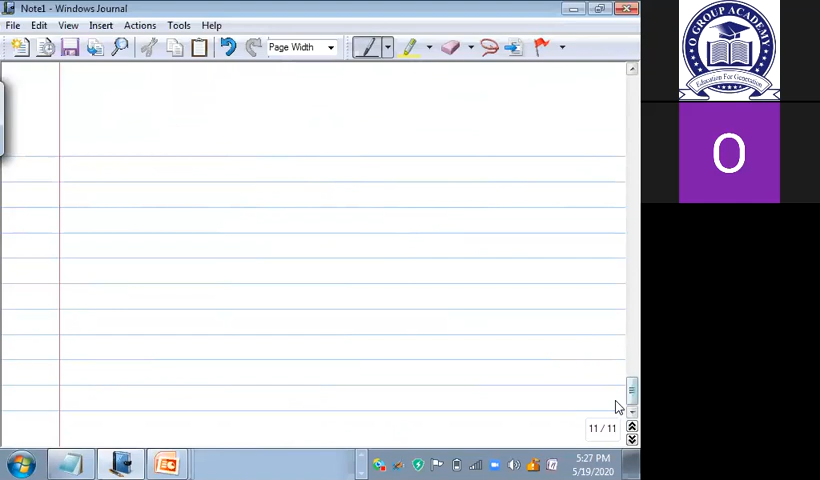 Note1 - Windows Journal
File Edit View Insert Actions Tools Help
Page Width
11 / 11
5:27 PM
5/19/2020
O GROUP ACADEMY
Education For Generation
O